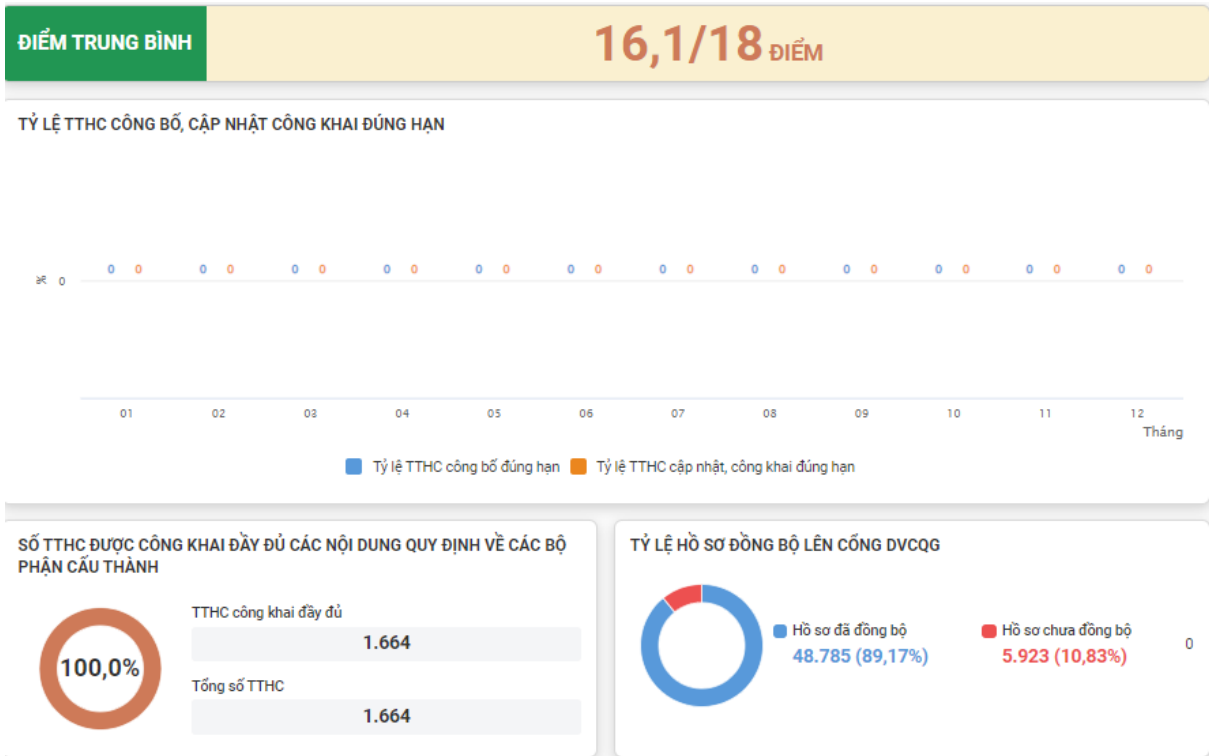 ĐIỂM TRUNG BÌNH
16,1/18 ĐIỂM
TỶ LỆ TTHC CÔNG BỐ, CẬP NHẬT CÔNG KHAI ĐÚNG HẠN
0 0 0 0 0 0 0 0 0 0 0 0 0 0 0 0 0 0 0 0 0 0 0 0
% 0
01 02 03 04 05 06 07 08 09 10 11 12
Tháng
Tỷ lệ TTHC công bố đúng hạn Tỷ lệ TTHC cập nhật, công khai đúng hạn
SỐ TTHC ĐƯỢC CÔNG KHAI ĐẦY ĐỦ CÁC NỘI DUNG QUY ĐỊNH VỀ CÁC BỘ
PHẬN CẤU THÀNH
100,0%
TTHC công khai đầy đủ
1.664
Tổng số TTHC
1.664
TỶ LỆ HỒ SƠ ĐỒNG BỘ LÊN CỔNG DVCQG
Hồ sơ đã đồng bộ
48.785 (89,17%)
Hồ sơ chưa đồng bộ
5.923 (10,83%)
0